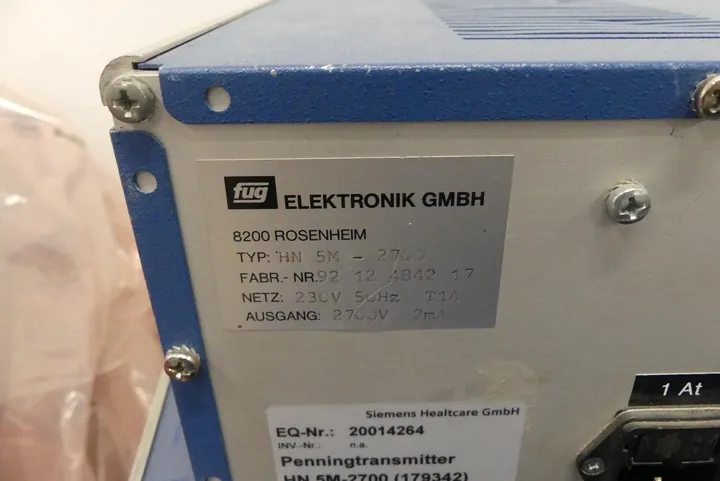 fug ELEKTRONIK GMBH
8200 ROSENHEIM
TYP: HN 5M - 2700
FABR.- NR. 92 12 4842 17
NETZ: 230V 50Hz T1A
AUSGANG: 2700V 2mA
1 At
Siemens Healtcare GmbH
EQ-Nr.: 20014264
INV.-Nr.: n.a.
Penningtransmitter
HN 5M-2700 (179342)